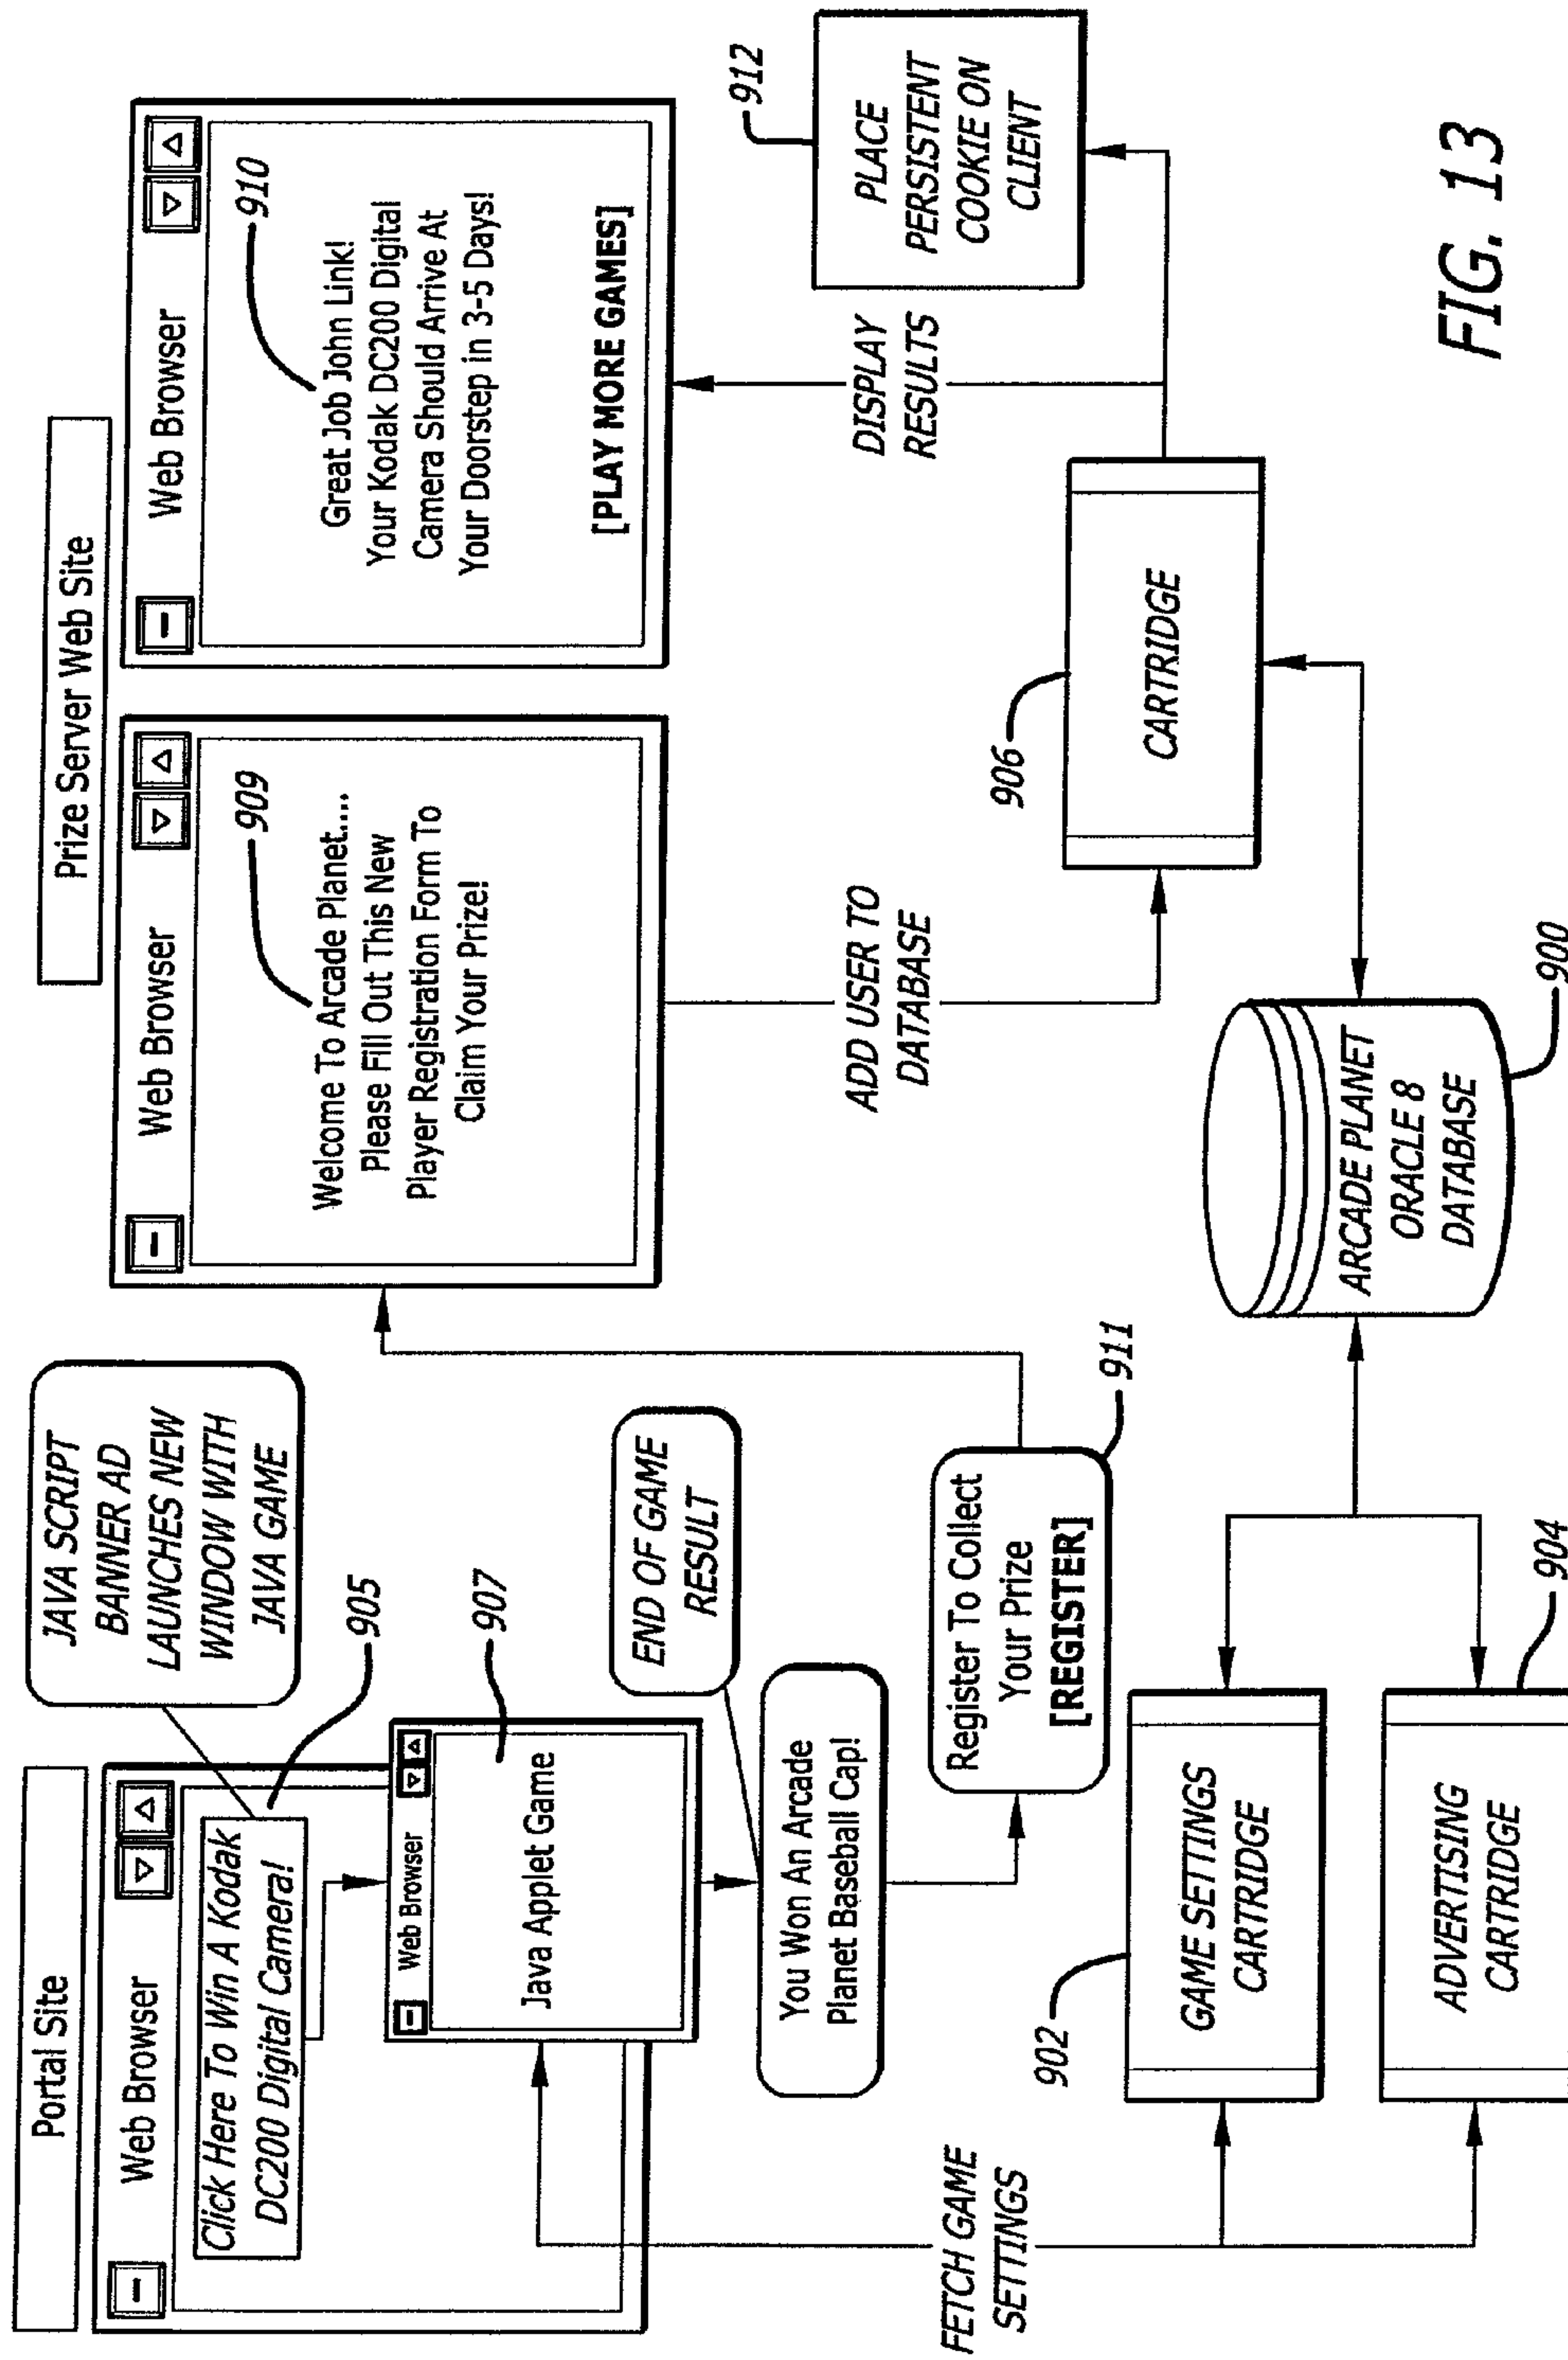 Portal Site
Web Browser
Click Here To Win A Kodak
DC200 Digital Camera!
905
JAVA SCRIPT
BANNER AD
LAUNCHES NEW
WINDOW WITH
JAVA GAME
Web Browser
Java Applet Game
907
END OF GAME
RESULT
You Won An Arcade
Planet Baseball Cap!
Register To Collect
Your Prize
[REGISTER]
911
FETCH GAME
SETTINGS
902
GAME SETTINGS
CARTRIDGE
ADVERTISING
CARTRIDGE
904
Prize Server Web Site
Web Browser
909
Welcome To Arcade Planet....
Please Fill Out This New
Player Registration Form To
Claim Your Prize!
Web Browser
910
Great Job John Link!
Your Kodak DC200 Digital
Camera Should Arrive At
Your Doorstep in 3-5 Days!
[PLAY MORE GAMES]
ADD USER TO
DATABASE
DISPLAY
RESULTS
912
PLACE
PERSISTENT
COOKIE ON
CLIENT
906
CARTRIDGE
ARCADE PLANET
ORACLE 8
DATABASE
900
FIG. 13